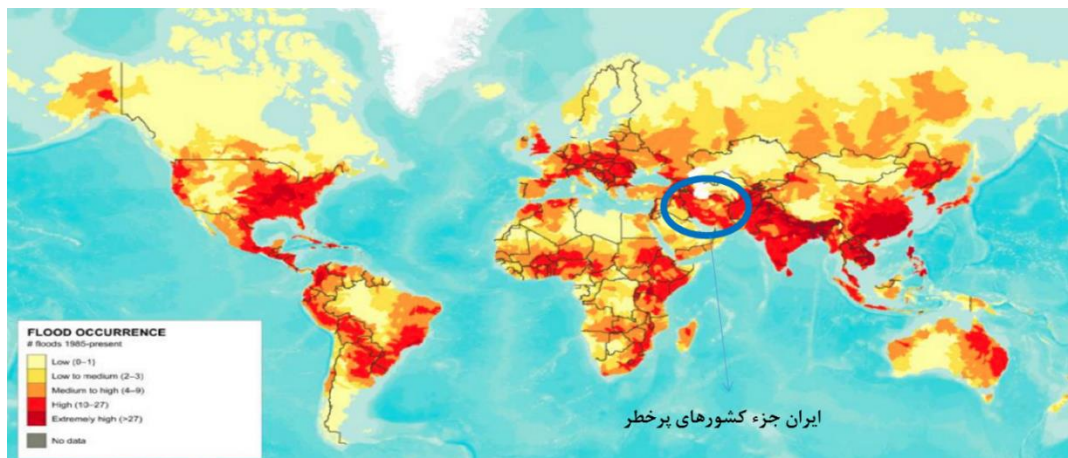 FLOOD OCCURRENCE
# floods 1985-present
Low (0–1)
Low to medium (2–3)
Medium to high (4–9)
High (10–27)
Extremely high (>27)
No data
ایران جزء کشورهای پرخطر